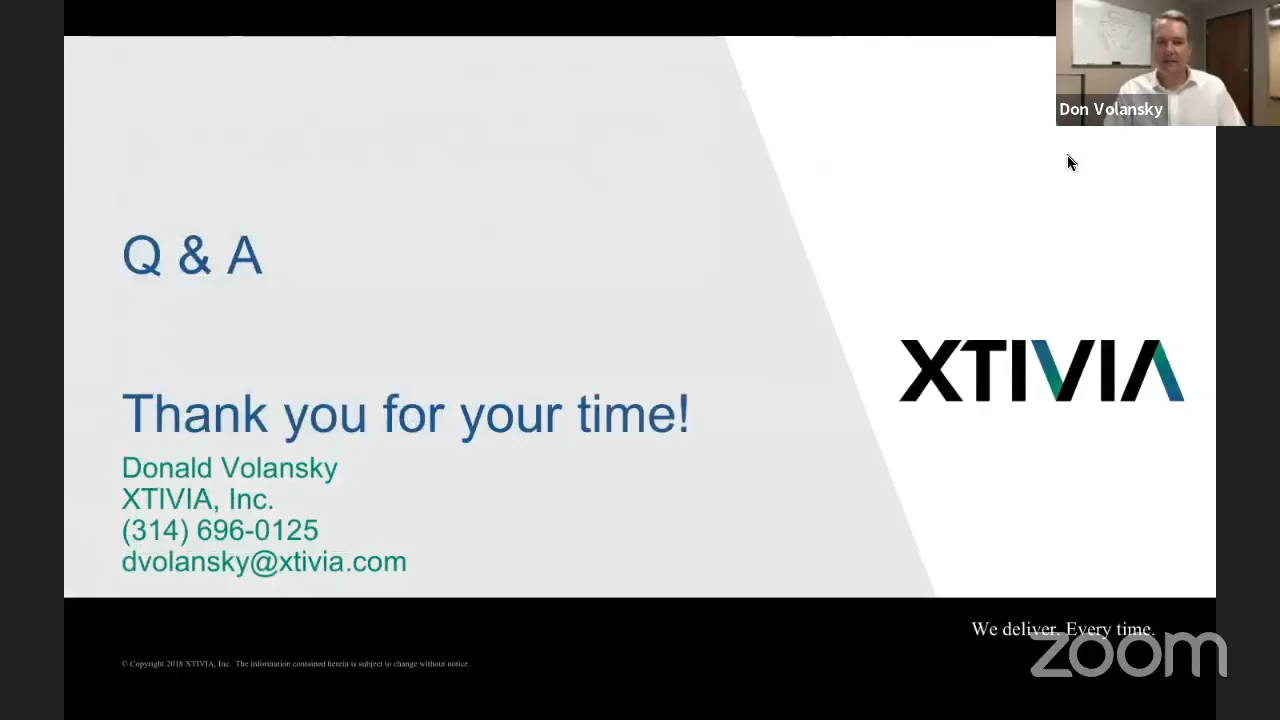 Don Volansky
Q & A
XTIVIA
Thank you for your time!
Donald Volansky
XTIVIA, Inc.
(314) 696-0125
dvolansky@xtivia.com
We deliver. Every time.
zoom
© Copyright 2018 XTIVIA, Inc. The information contained herein is subject to change without notice.